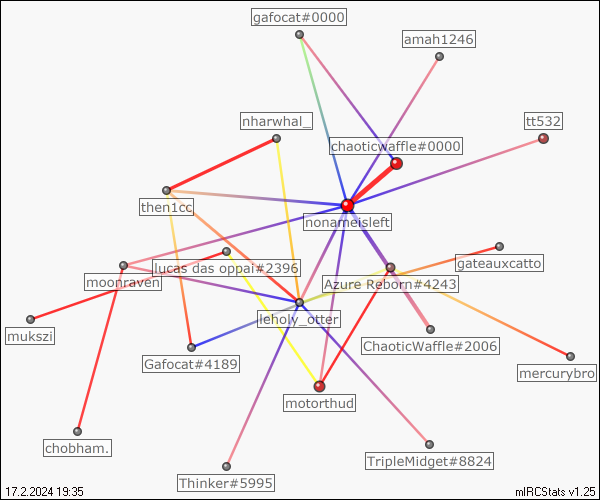 gafocat#0000
amah1246
nharwhal_
tt532
chaoticwaffle#0000
then1cc
nonameisleft
moonraven
lucas das oppai#2396
gateauxcatto
Azure Reborn#4243
leholy_otter
mukszi
ChaoticWaffle#2006
Gafocat#4189
mercurybro
motorthud
chobham.
TripleMidget#8824
Thinker#5995
17.2.2024 19:35
mIRCStats v1.25